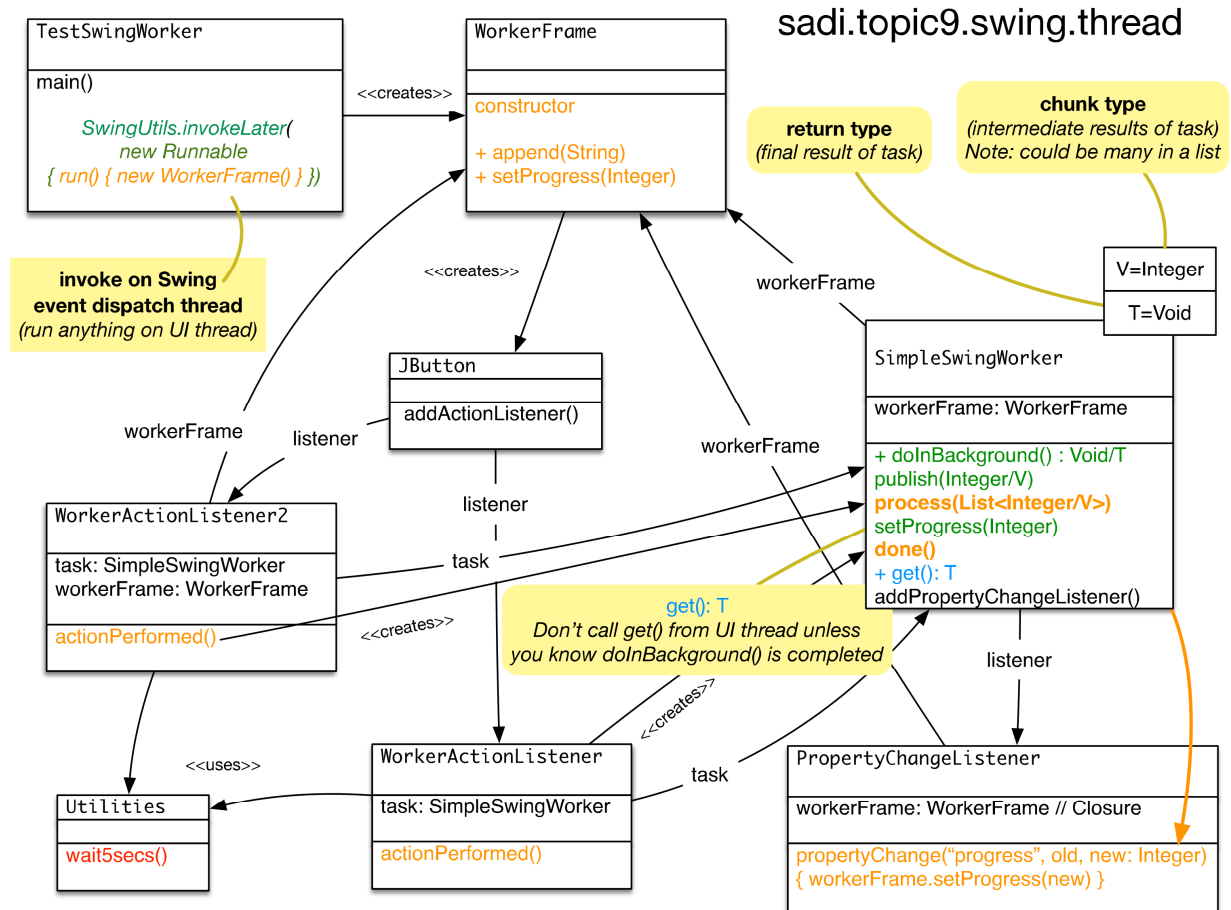 sadi.topic9.swing.thread
TestSwingWorker
main()
SwingUtils.invokeLater(
new Runnable
{ run() { new WorkerFrame() } })
<<creates>>
WorkerFrame
constructor
+ append(String)
+ setProgress(Integer)
return type
(final result of task)
chunk type
(intermediate results of task)
Note: could be many in a list
invoke on Swing
event dispatch thread
(run anything on UI thread)
<<creates>>
workerFrame
V=Integer
T=Void
JButton
addActionListener()
SimpleSwingWorker
workerFrame: WorkerFrame
+ doInBackground() : Void/T
publish(Integer/V)
process(List<Integer/V>)
setProgress(Integer)
done()
+ get(): T
addPropertyChangeListener()
workerFrame
listener
workerFrame
listener
WorkerActionListener2
task: SimpleSwingWorker
workerFrame: WorkerFrame
actionPerformed()
task
<<creates>>
get(): T
Don’t call get() from UI thread unless
you know doInBackground() is completed
listener
<<creates>>
<<uses>>
WorkerActionListener
task: SimpleSwingWorker
actionPerformed()
task
Utilities
wait5secs()
PropertyChangeListener
workerFrame: WorkerFrame // Closure
propertyChange(“progress”, old, new: Integer)
{ workerFrame.setProgress(new) }